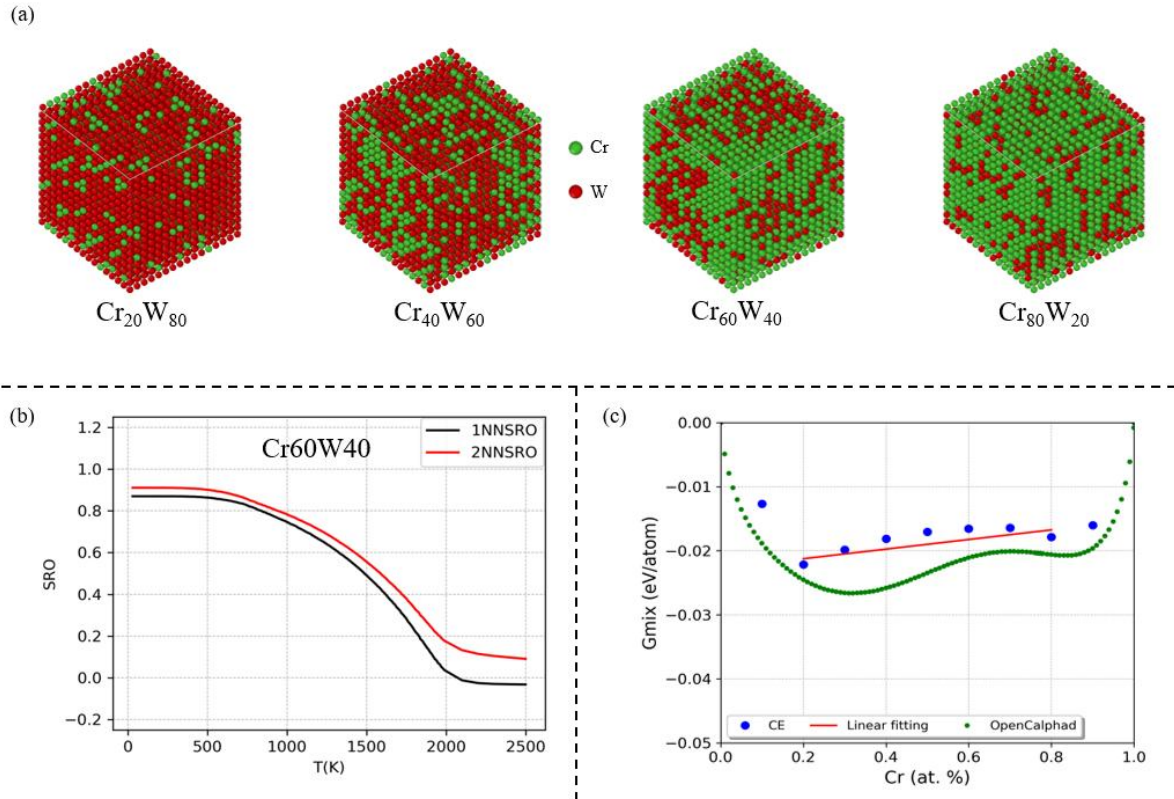 (a)
Cr
W
Cr₂₀W₈₀
Cr₄₀W₆₀
Cr₆₀W₄₀
Cr₈₀W₂₀
(b)
Cr60W40
1NNSRO
2NNSRO
1.2
1.0
0.8
0.6
0.4
0.2
0.0
−0.2
SRO
0
500
1000
1500
2000
2500
T(K)
(c)
0.00
−0.01
−0.02
−0.03
−0.04
−0.05
Gmix (eV/atom)
CE
Linear fitting
OpenCalphad
0.0
0.2
0.4
0.6
0.8
1.0
Cr (at. %)